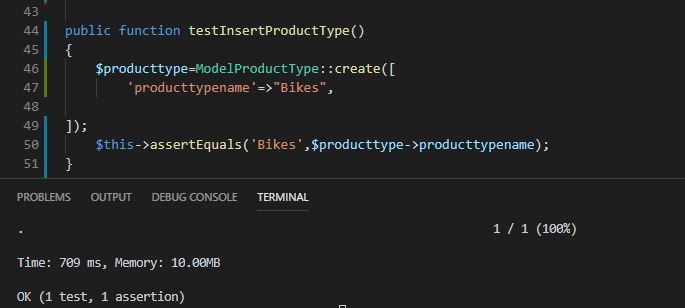 43
44 public function testInsertProductType()
45 {
46 $producttype=ModelProductType::create([
47 'producttypename'=>"Bikes",
48
49 ]);
50 $this->assertEquals('Bikes',$producttype->producttypename);
51 }
PROBLEMS OUTPUT DEBUG CONSOLE TERMINAL
. 1 / 1 (100%)
Time: 709 ms, Memory: 10.00MB
OK (1 test, 1 assertion)